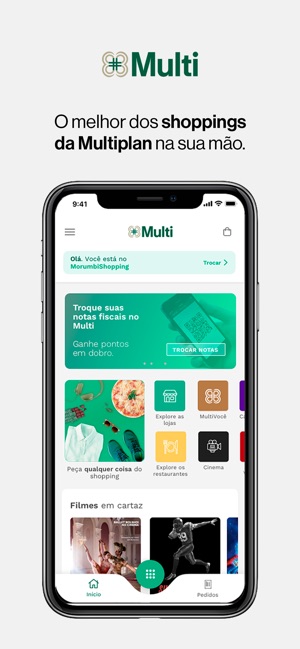 Multi
O melhor dos shoppings
da Multiplan na sua mão.
9:41
Multi
Olá. Você está no
MorumbiShopping
Trocar
Troque suas
notas fiscais no
Multi
Ganhe pontos
em dobro.
TROCAR NOTAS
Peça qualquer coisa do
shopping
Explore as
lojas
MultiVocê
Explore os
restaurantes
Cinema
Filmes em cartaz
Início
Pedidos